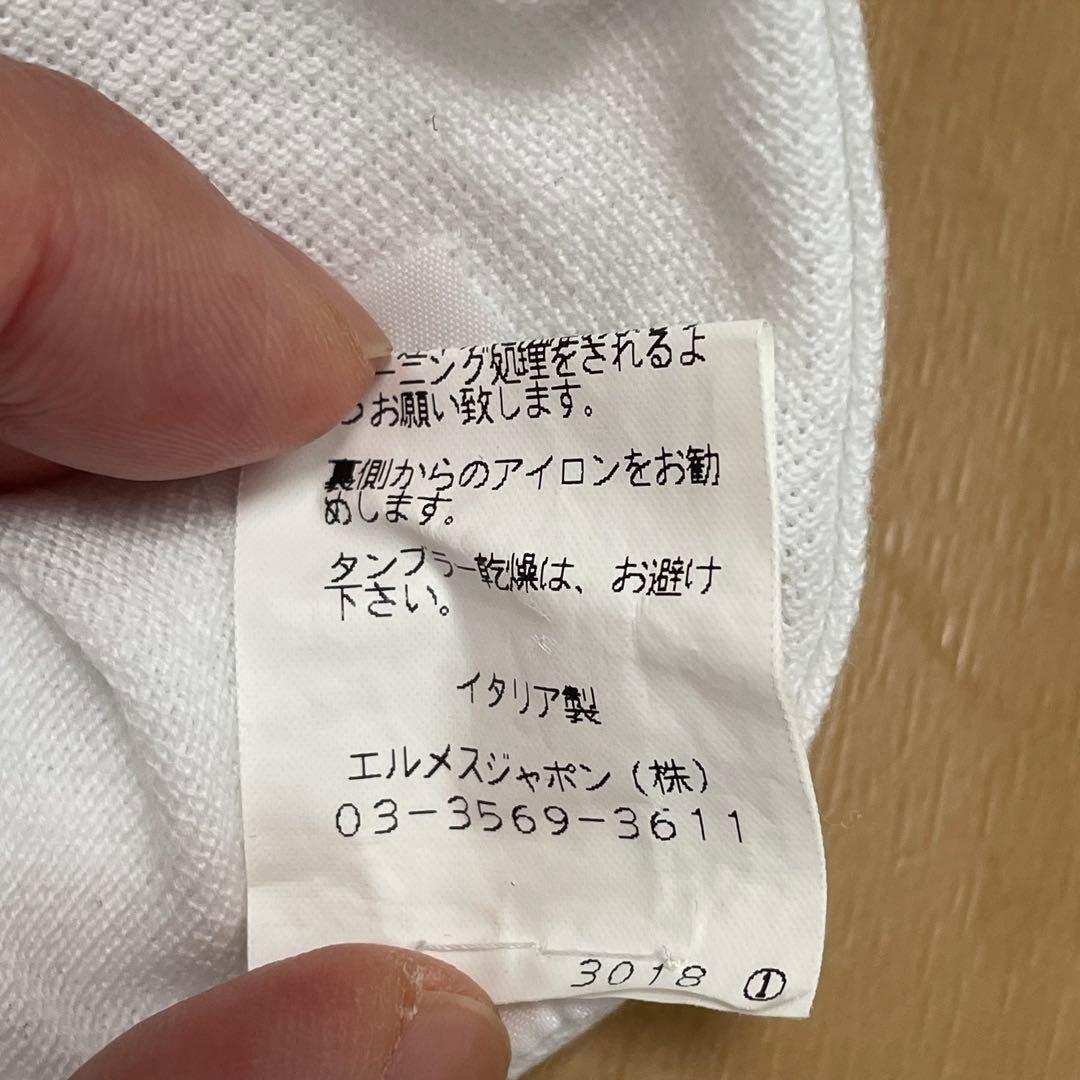 ーニング処理をされるよ
うお願い致します。
裏側からのアイロンをお勧
めします。
タンブラー乾燥は、お避け
下さい。
イタリア製
エルメスジャポン(株)
03-3569-3611
3018 ①